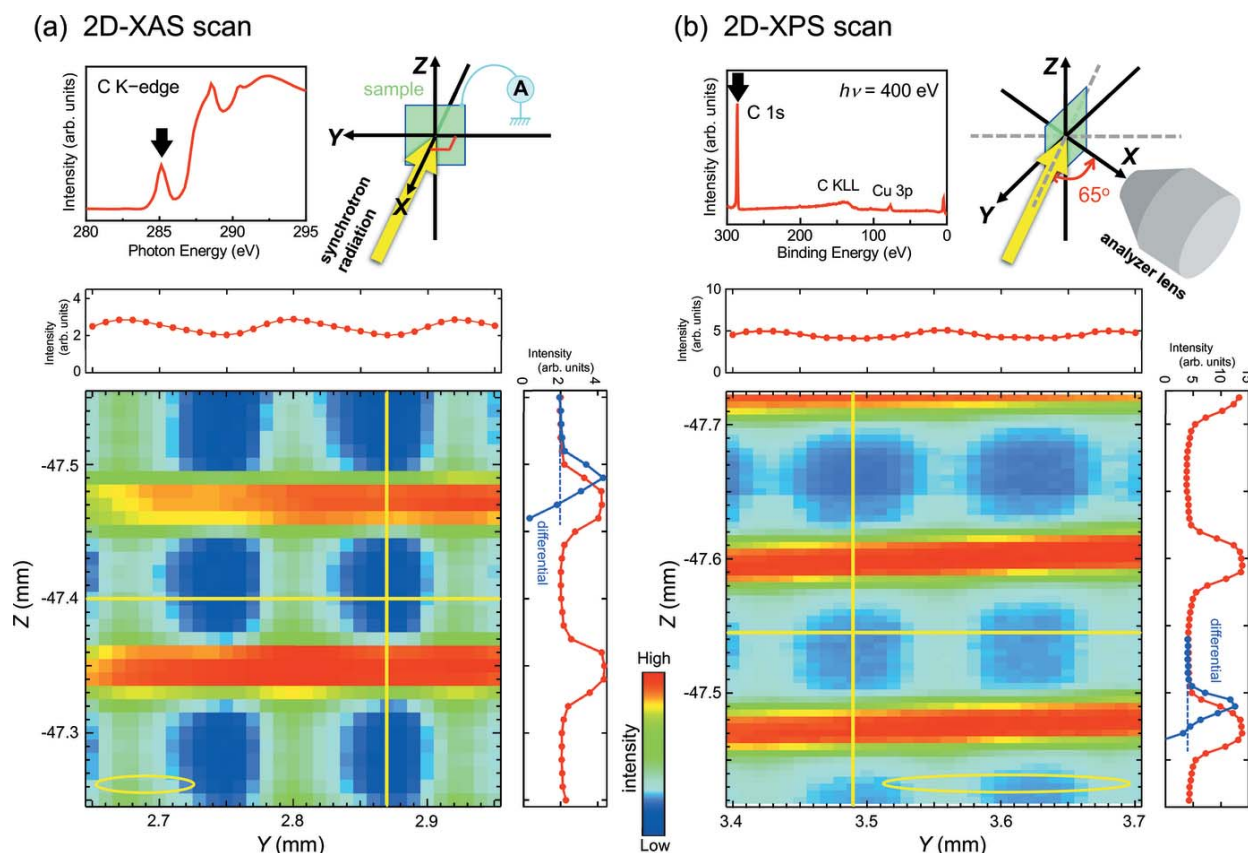 (a) 2D-XAS scan
C K-edge
Intensity (arb. units)
280 285 290 295
Photon Energy (eV)
Z
sample
A
Y
X
synchrotron
radiation
4
2
0
Intensity
(arb. units)
Intensity
(arb. units)
0 2 4
differential
-47.5
-47.4
-47.3
Z (mm)
2.7 2.8 2.9
Y (mm)
High
intensity
Low
(b) 2D-XPS scan
hν = 400 eV
C 1s
C KLL
Cu 3p
Intensity (arb. units)
300 200 100 0
Binding Energy (eV)
Z
X
Y
65°
analyzer lens
10
5
0
Intensity
(arb. units)
Intensity
(arb. units)
0 5 10 15
differential
-47.7
-47.6
-47.5
Z (mm)
3.4 3.5 3.6 3.7
Y (mm)